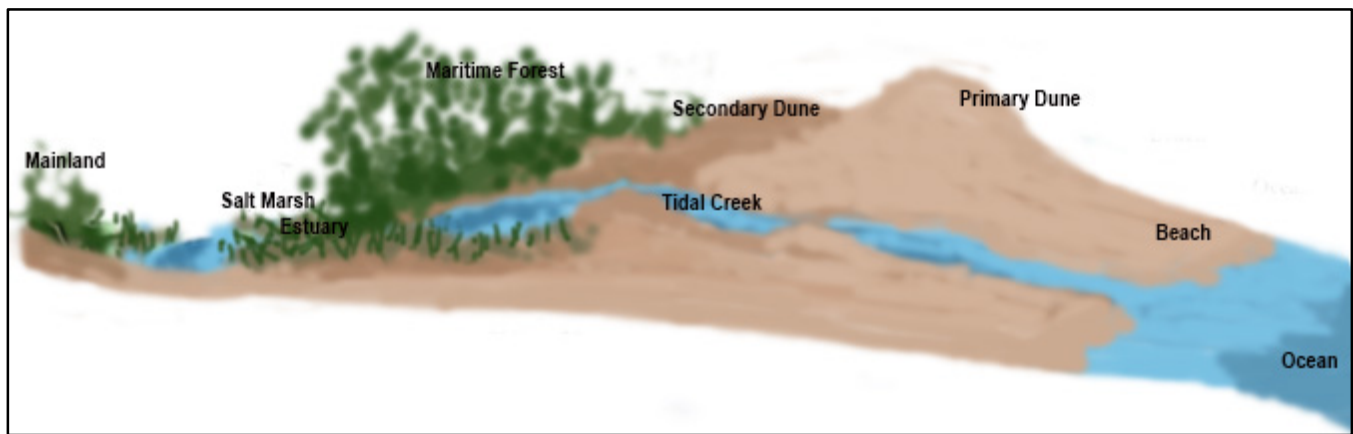 Maritime Forest
Secondary Dune
Primary Dune
Mainland
Salt Marsh
Estuary
Tidal Creek
Beach
Ocean